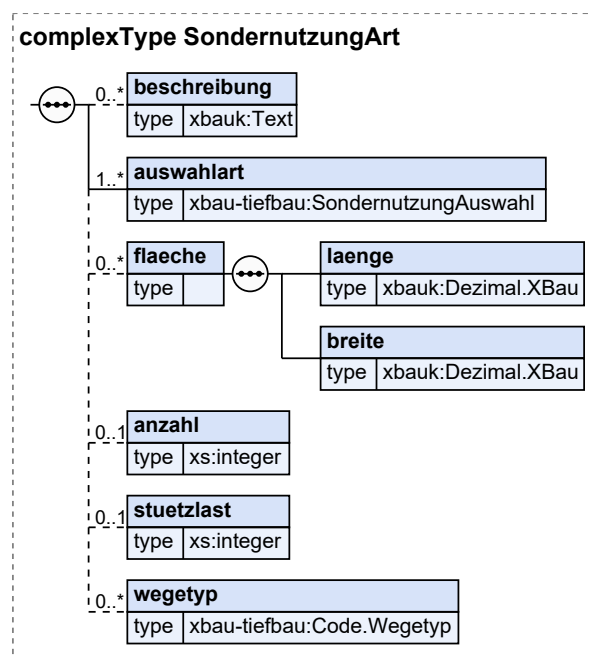 complexType SondernutzungArt
0..* beschreibung
type xbauk:Text
1..* auswahlart
type xbau-tiefbau:SondernutzungAuswahl
0..* flaeche
type
laenge
type xbauk:Dezimal.XBau
breite
type xbauk:Dezimal.XBau
0..1 anzahl
type xs:integer
0..1 stuetzlast
type xs:integer
0..* wegetyp
type xbau-tiefbau:Code.Wegetyp